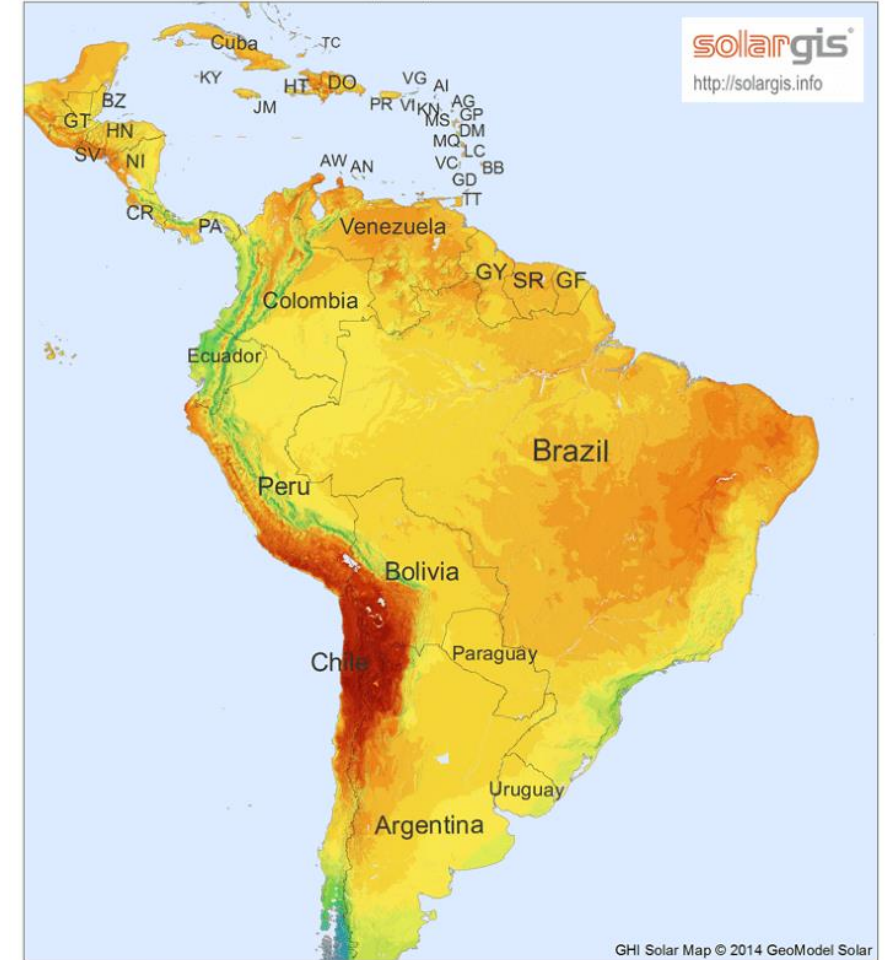 solargis
http://solargis.info
Cuba
TC
KY
HT
DO
JM
PR
VG
VI
AI
KN
AG
MS
GP
DM
MQ
LC
VC
BB
GD
TT
AW
AN
BZ
GT
HN
SV
NI
CR
PA
Venezuela
GY
SR
GF
Colombia
Ecuador
Brazil
Peru
Bolivia
Chile
Paraguay
Uruguay
Argentina
GHI Solar Map © 2014 GeoModel Solar